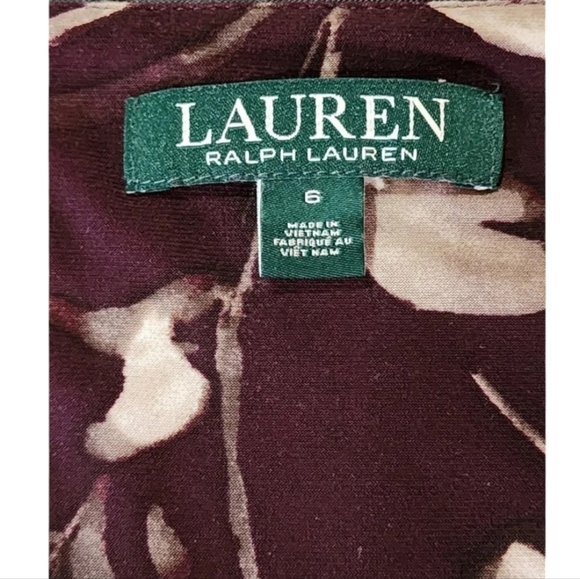 LAUREN
RALPH LAUREN
6
MADE IN
VIETNAM
FABRIQUÉ AU
VIÊT NAM